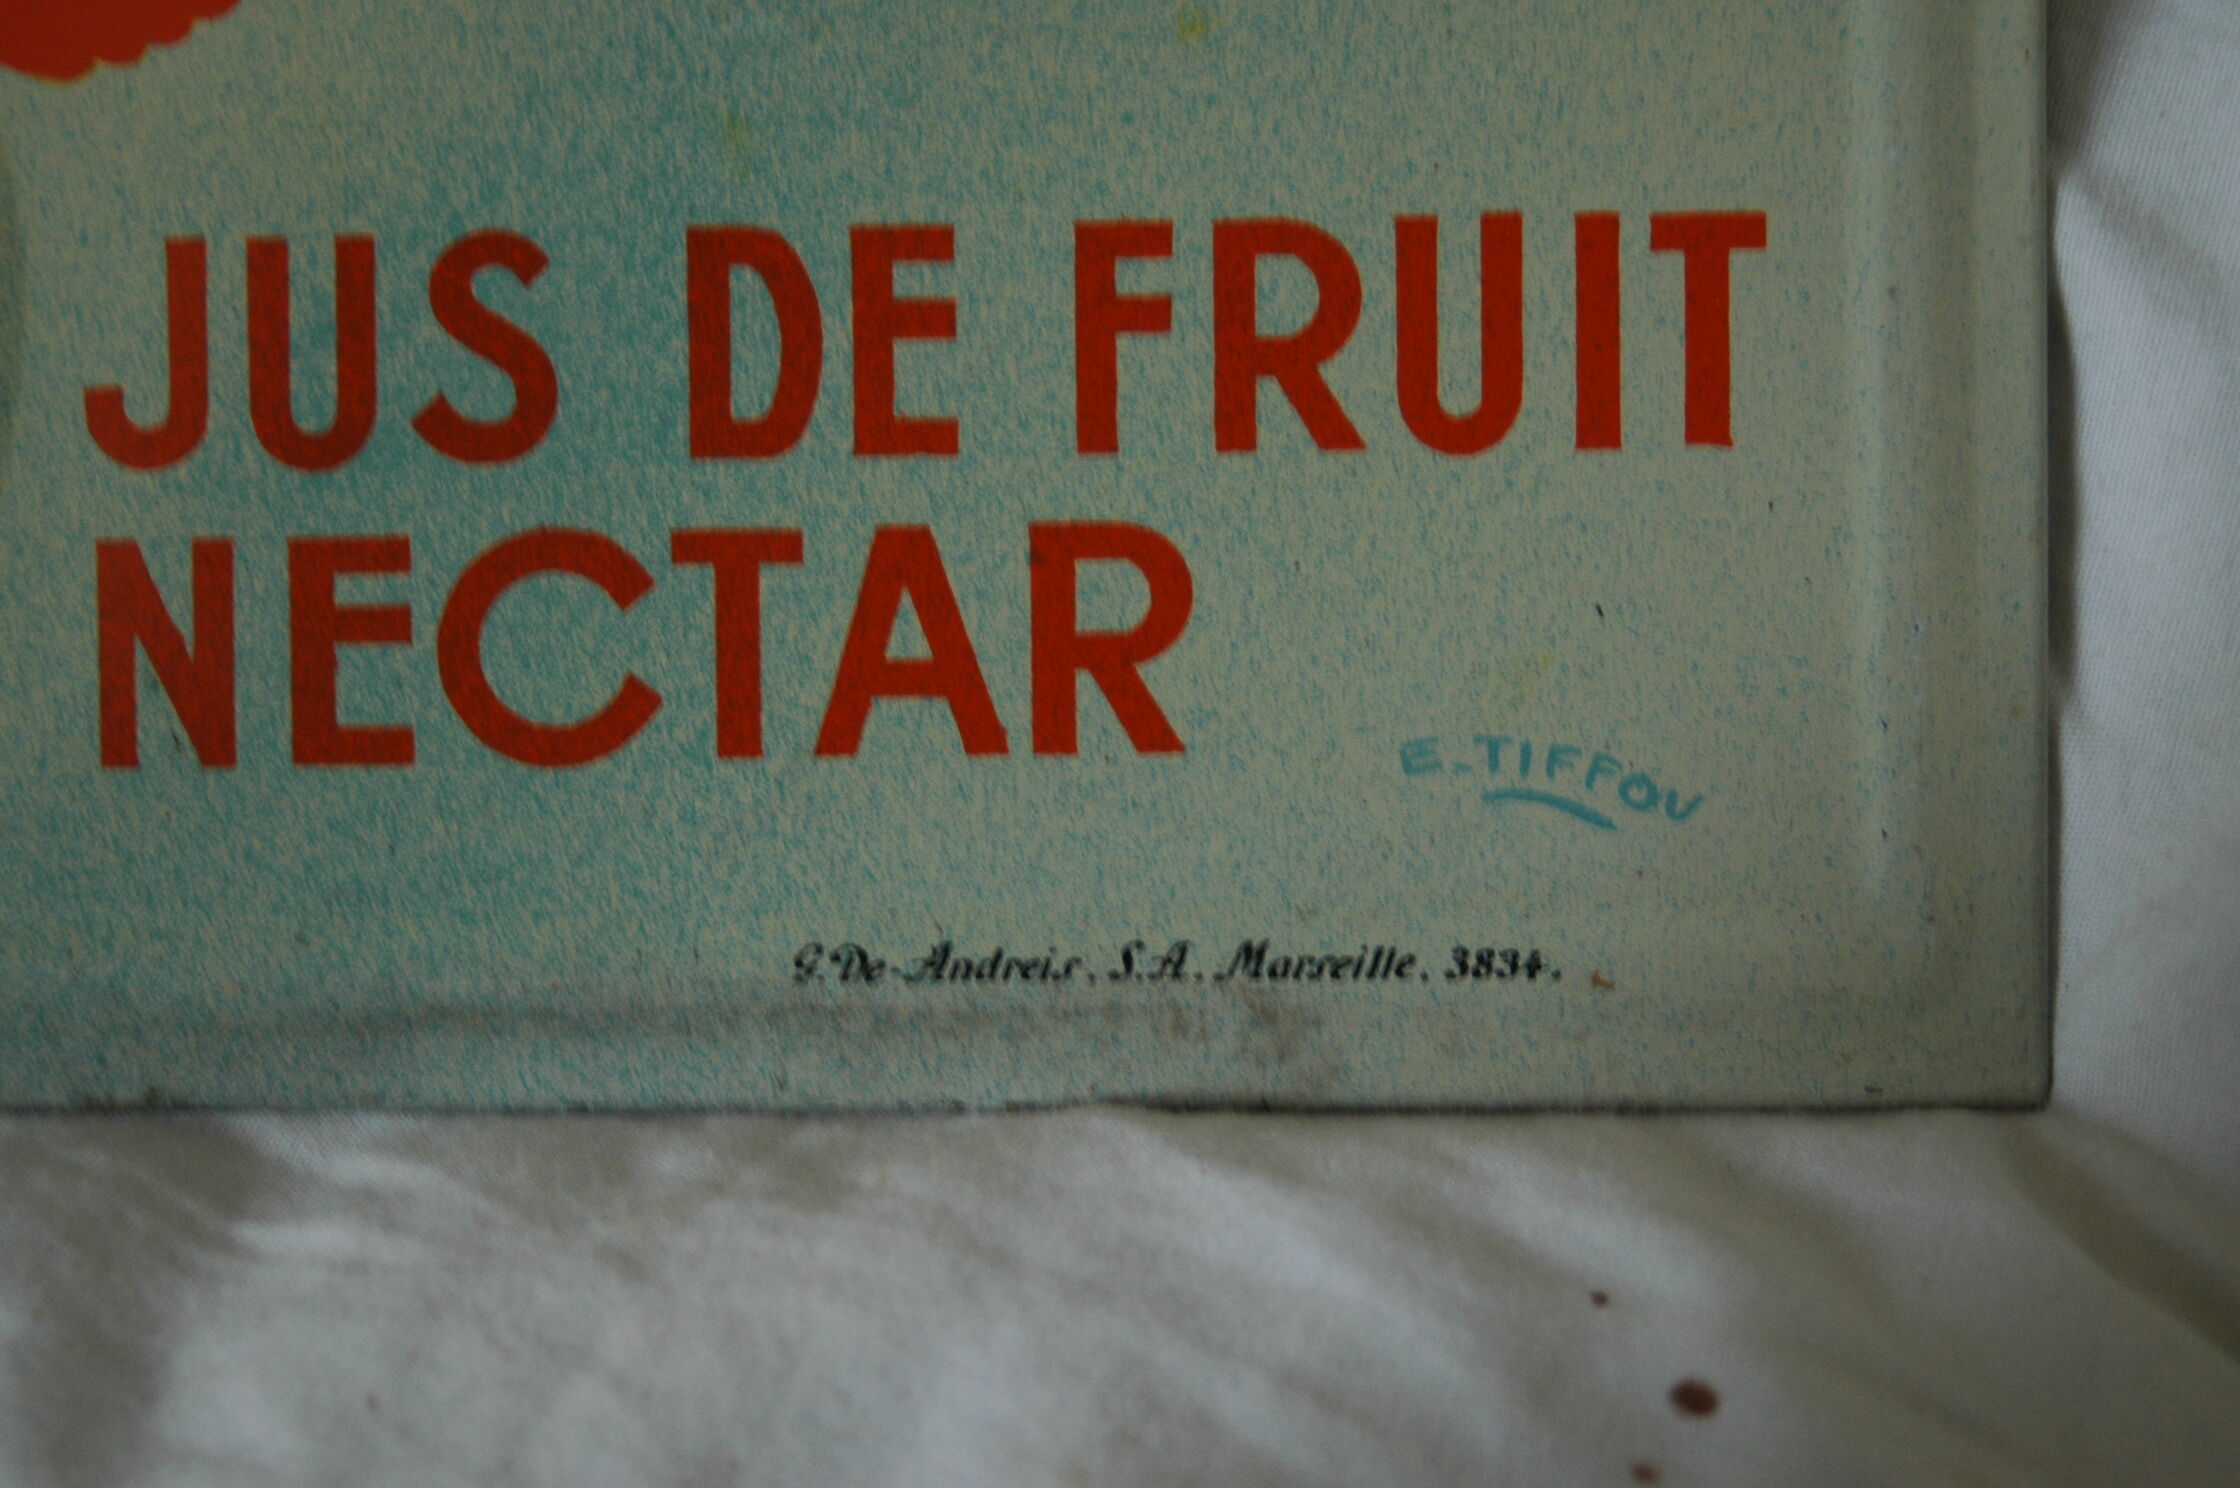 JUS DE FRUIT
NECTAR
E. TIFFOU
G. De-Andreis. S.A. Marseille. 3834.